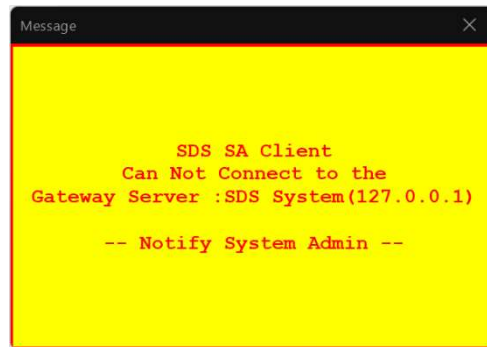 Message
SDS SA Client
Can Not Connect to the
Gateway Server :SDS System(127.0.0.1)
-- Notify System Admin --